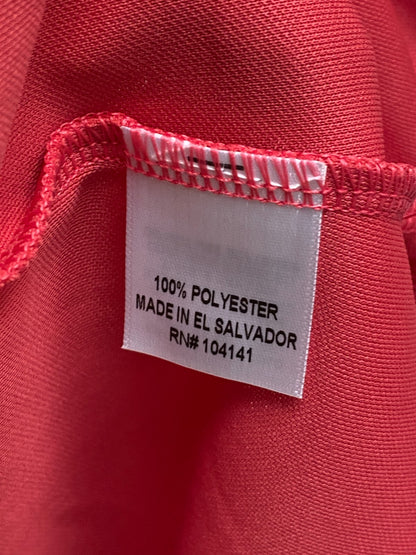 100% POLYESTER
MADE IN EL SALVADOR
RN# 104141